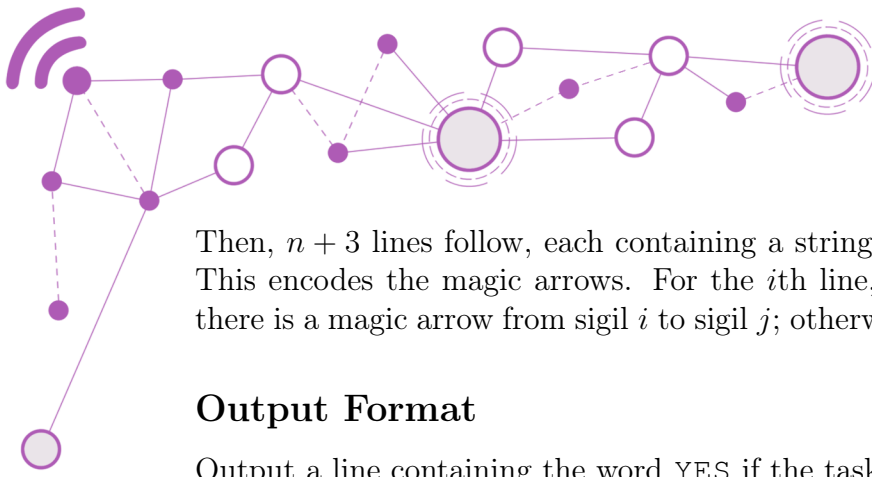 Then, n + 3 lines follow, each containing a string
This encodes the magic arrows. For the ith line,
there is a magic arrow from sigil i to sigil j; otherw
Output Format
Output a line containing the word YES if the task